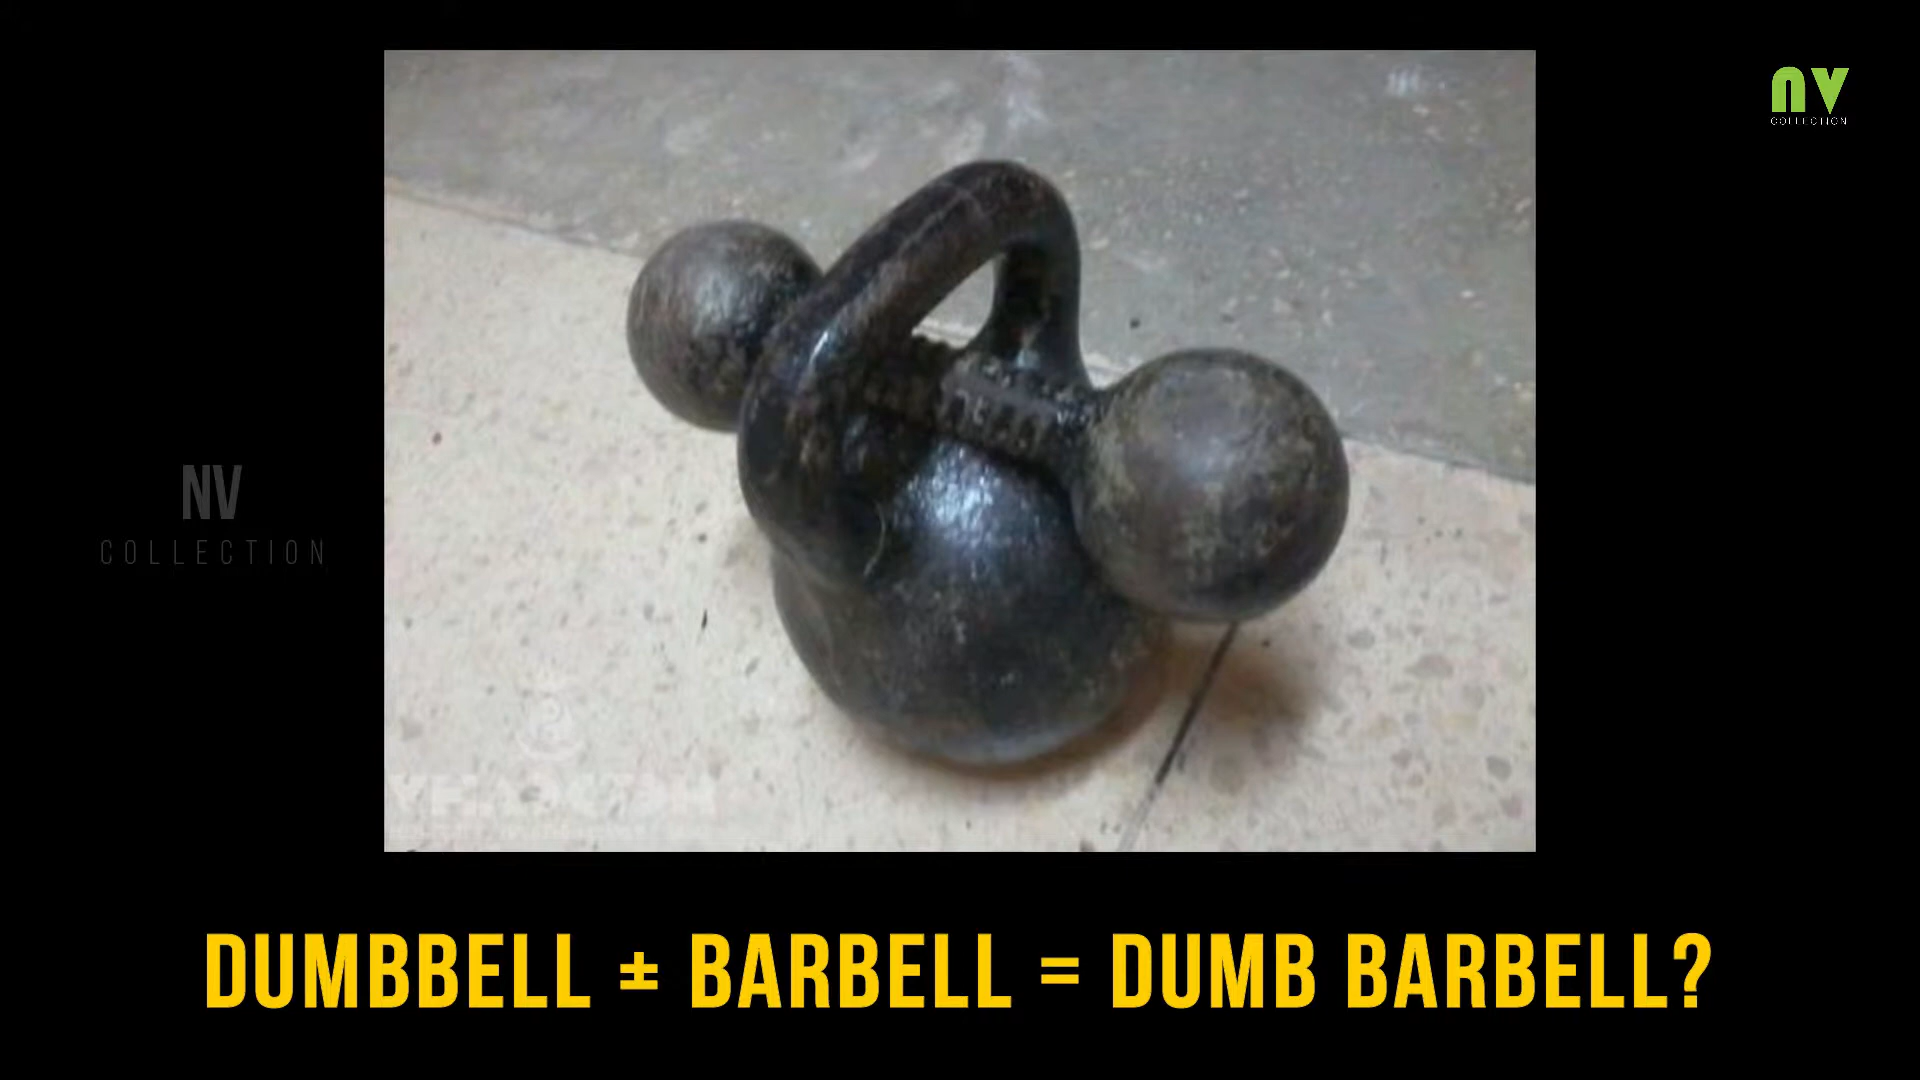 NV
COLLECTION
NV
COLLECTION
DUMBBELL ± BARBELL = DUMB BARBELL?